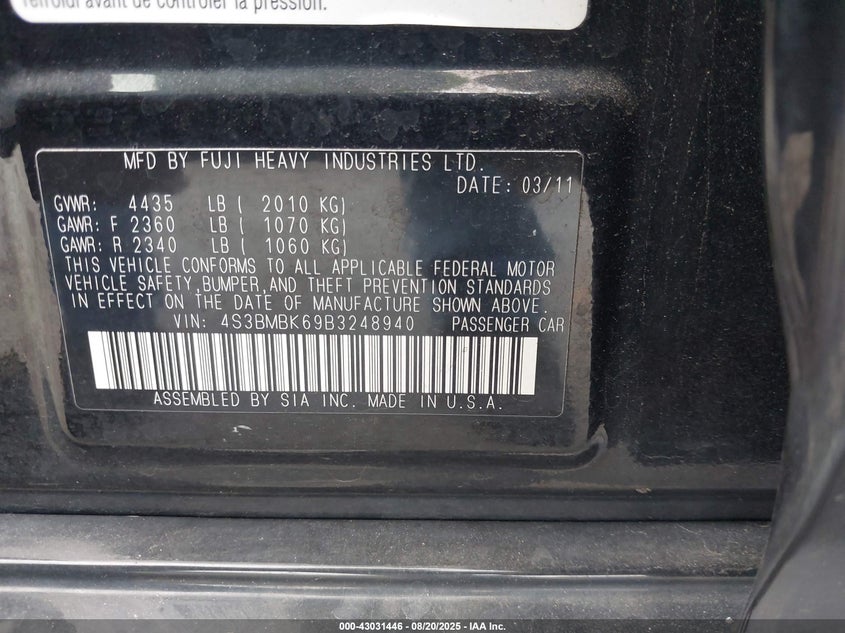 refroidi avant de contrôler la pression.
MFD BY FUJI HEAVY INDUSTRIES LTD.
DATE: 03/11
GVWR: 4435 LB ( 2010 KG)
GAWR: F 2360 LB ( 1070 KG)
GAWR: R 2340 LB ( 1060 KG)
THIS VEHICLE CONFORMS TO ALL APPLICABLE FEDERAL MOTOR
VEHICLE SAFETY, BUMPER, AND THEFT PREVENTION STANDARDS
IN EFFECT ON THE DATE OF MANUFACTURE SHOWN ABOVE.
VIN: 4S3BMBK69B3248940 PASSENGER CAR
ASSEMBLED BY SIA INC. MADE IN U.S.A.
000-43031446 - 08/20/2025 - IAA Inc.